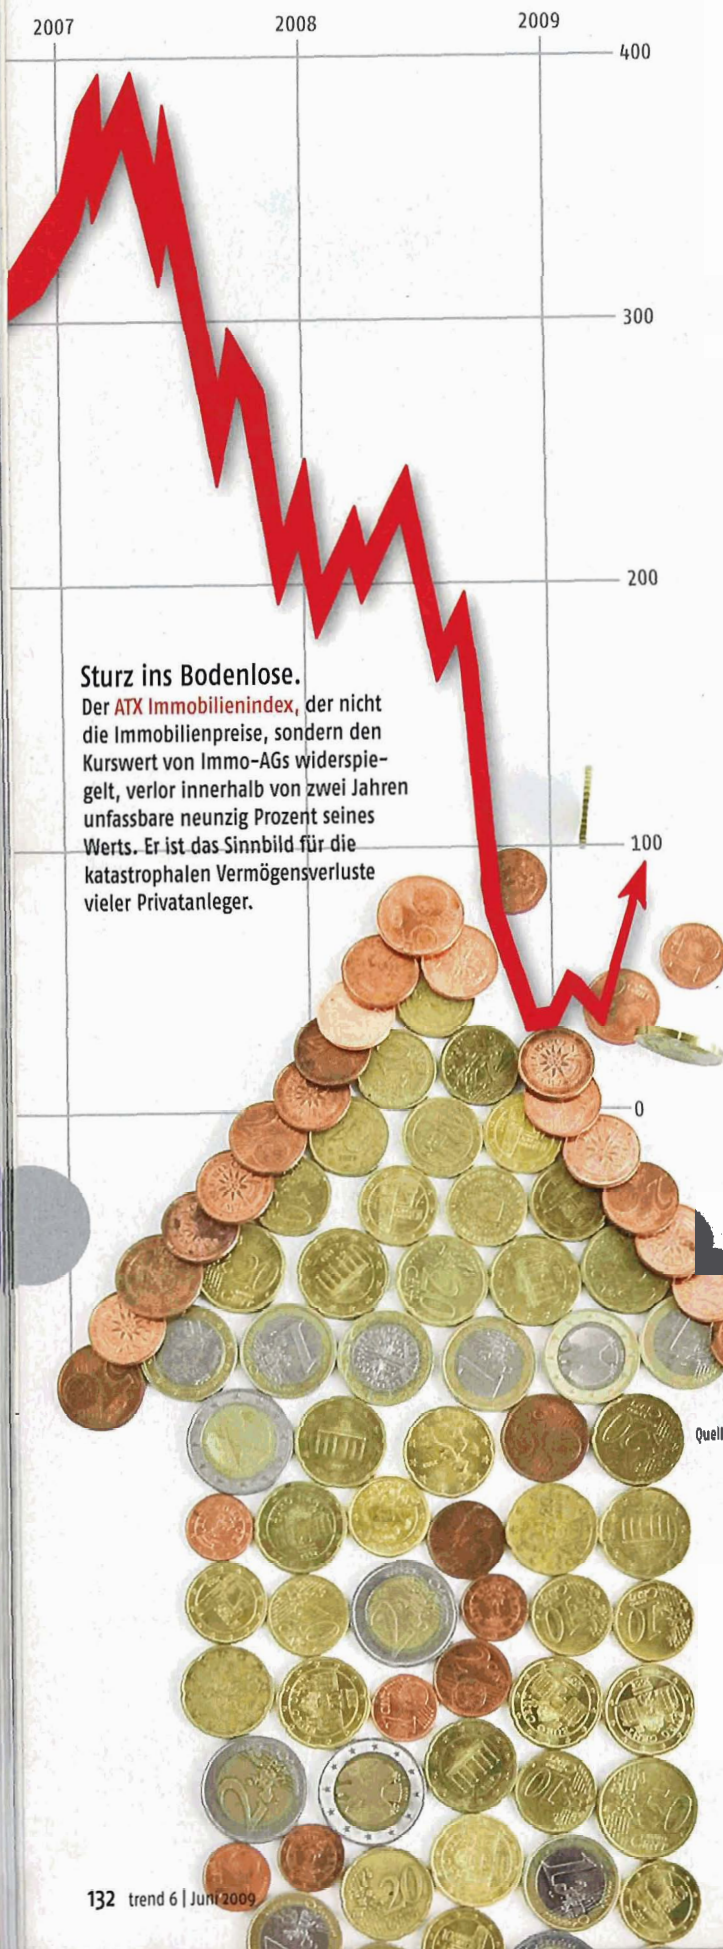 2007 2008 2009
400
300
200
Sturz ins Bodenlose.
Der ATX Immobilienindex, der nicht
die Immobilienpreise, sondern den
Kurswert von Immo-AGs widerspie-
gelt, verlor innerhalb von zwei Jahren
unfassbare neunzig Prozent seines
Werts. Er ist das Sinnbild für die
katastrophalen Vermögensverluste
vieler Privatanleger.
100
0
Quell
132 trend 6 | Juni 2009